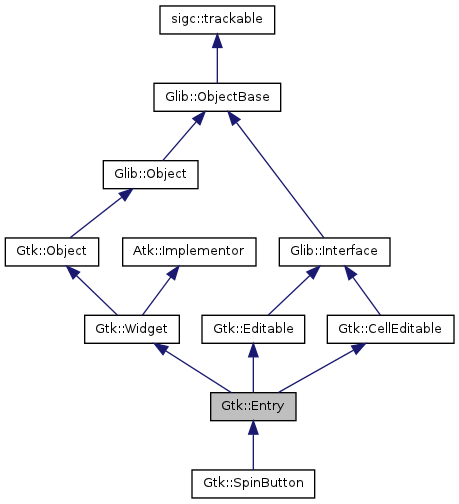 sigc::trackable
Glib::ObjectBase
Glib::Object
Gtk::Object
Atk::Implementor
Glib::Interface
Gtk::Widget
Gtk::Editable
Gtk::CellEditable
Gtk::Entry
Gtk::SpinButton